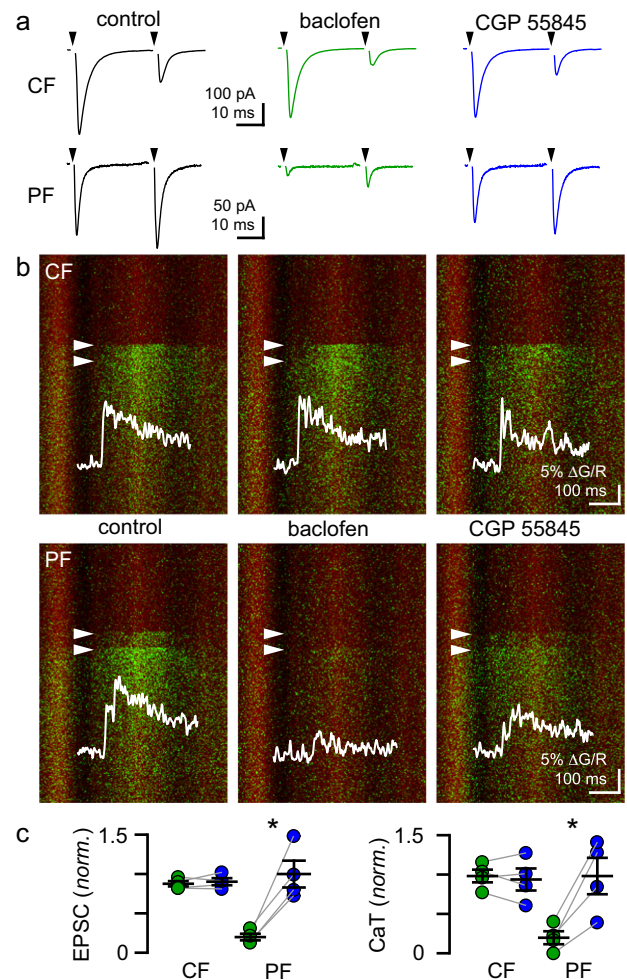 a
control baclofen CGP 55845
CF
100 pA
10 ms
PF
50 pA
10 ms
b
CF
5% ΔG/R
100 ms
control baclofen CGP 55845
PF
5% ΔG/R
100 ms
c
EPSC (norm.)
1.5
0
*
CF PF
CaT (norm.)
1.5
0
*
CF PF